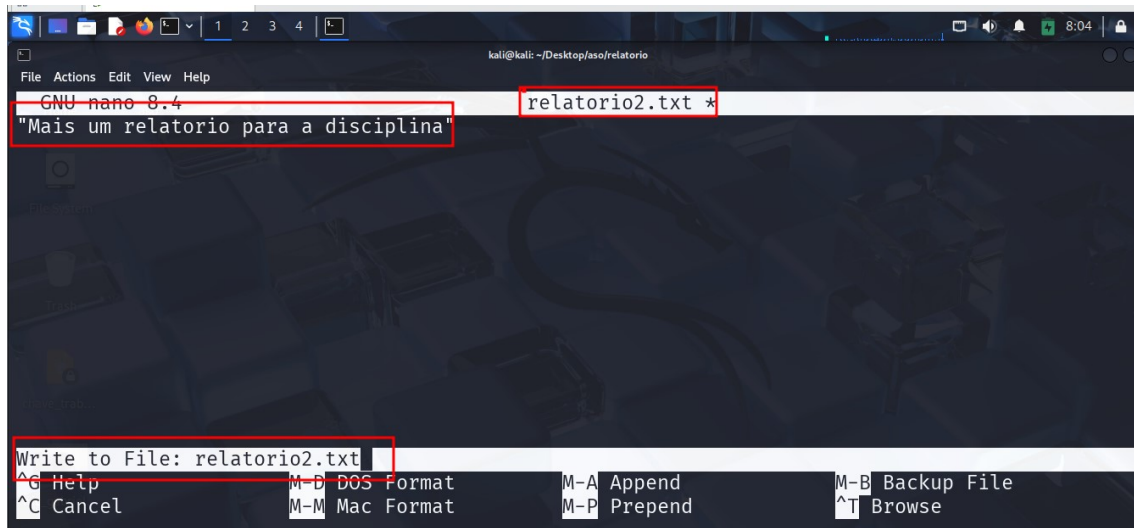 1 2 3 4
8:04
kali@kali: ~/Desktop/aso/relatorio
File Actions Edit View Help
GNU nano 8.4 relatorio2.txt *
"Mais um relatorio para a disciplina"
Write to File: relatorio2.txt
^G Help M-D DOS Format M-A Append M-B Backup File
^C Cancel M-M Mac Format M-P Prepend ^T Browse